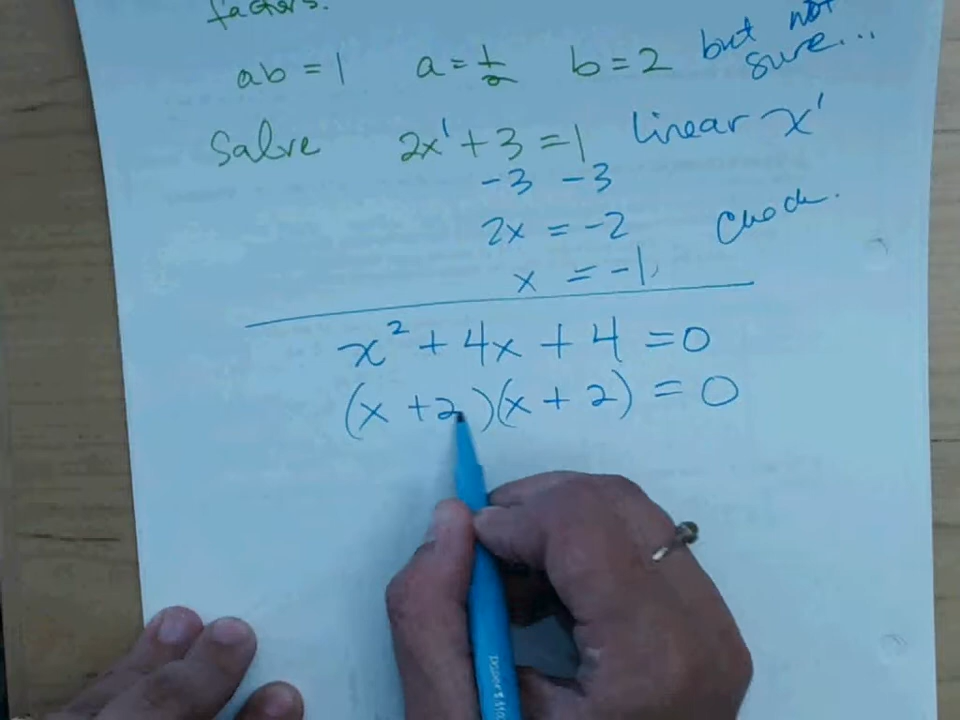 factors.
ab = 1 a = 1/2 b = 2 but not sure...
Solve 2x¹ + 3 = 1 linear x¹
-3 -3
2x = -2 Check.
x = -1
x² + 4x + 4 = 0
(x + 2)(x + 2) = 0